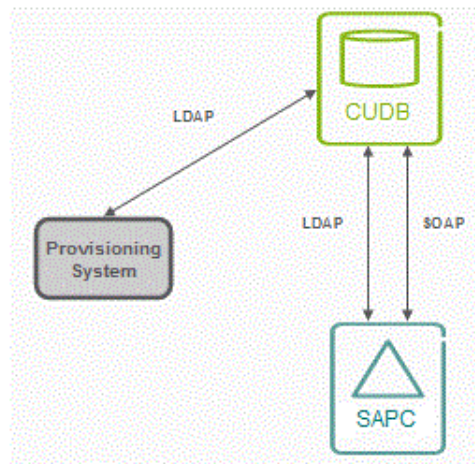 CUDB
LDAP
LDAP
SOAP
Provisioning
System
SAPC